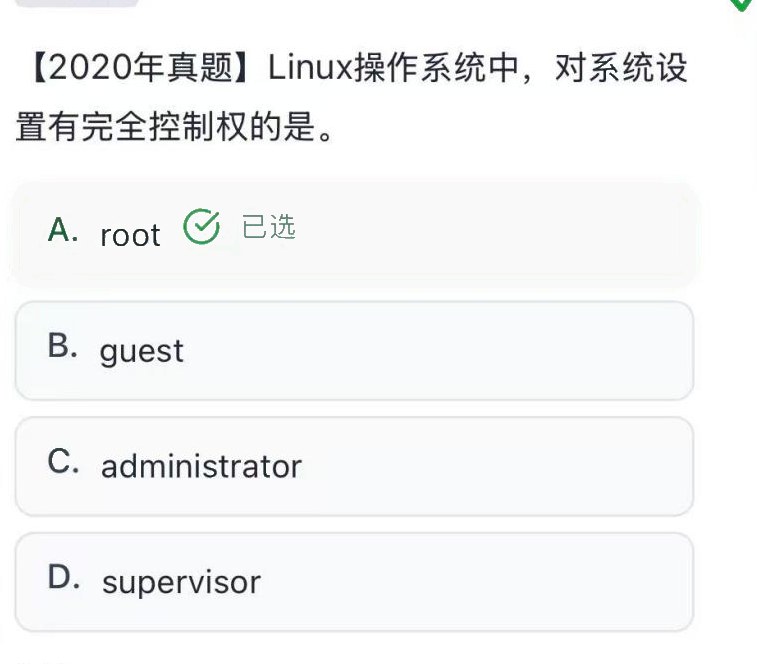 【2020年真题】Linux操作系统中，对系统设
置有完全控制权的是。
A. root 已选
B. guest
C. administrator
D. supervisor